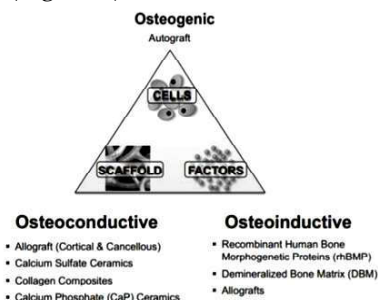 Osteogenic
Autograft
CELLS
SCAFFOLD
FACTORS
Osteoconductive
• Allograft (Cortical & Cancellous)
• Calcium Sulfate Ceramics
• Collagen Composites
• Calcium Phosphate (CaP) Ceramics
Osteoinductive
• Recombinant Human Bone
Morphogenetic Proteins (rhBMP)
• Demineralized Bone Matrix (DBM)
• Allografts